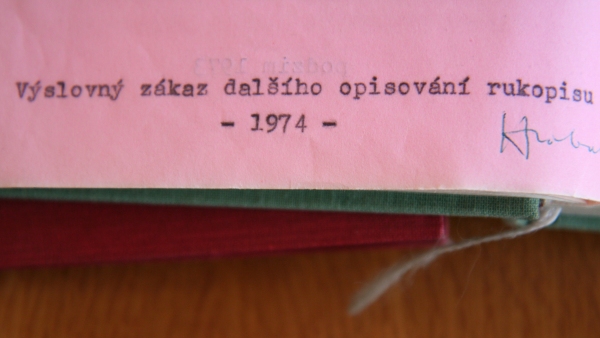 Výslovný zákaz dalšího opisování rukopisu
- 1974 -